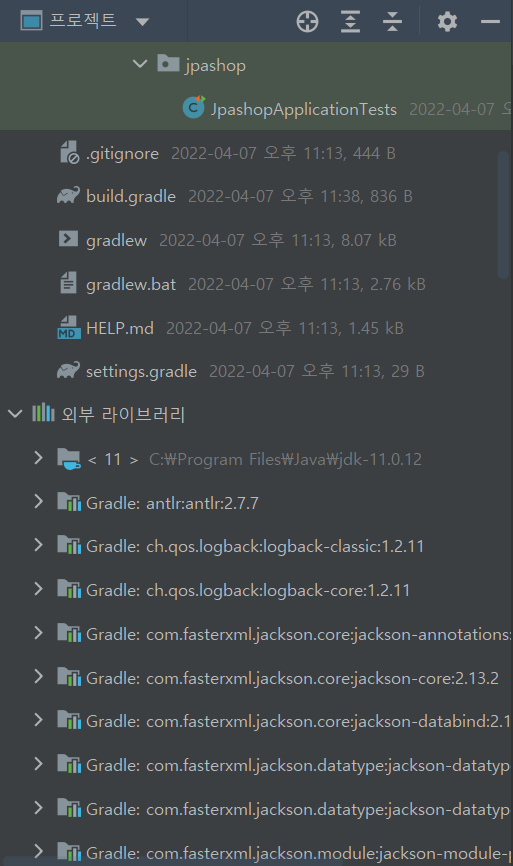 프로젝트
jpashop
JpashopApplicationTests 2022-04-07 오
.gitignore 2022-04-07 오후 11:13, 444 B
build.gradle 2022-04-07 오후 11:38, 836 B
gradlew 2022-04-07 오후 11:13, 8.07 kB
gradlew.bat 2022-04-07 오후 11:13, 2.76 kB
MD HELP.md 2022-04-07 오후 11:13, 1.45 kB
settings.gradle 2022-04-07 오후 11:13, 29 B
외부 라이브러리
< 11 > C:₩Program Files₩Java₩jdk-11.0.12
Gradle: antlr:antlr:2.7.7
Gradle: ch.qos.logback:logback-classic:1.2.11
Gradle: ch.qos.logback:logback-core:1.2.11
Gradle: com.fasterxml.jackson.core:jackson-annotations:
Gradle: com.fasterxml.jackson.core:jackson-core:2.13.2
Gradle: com.fasterxml.jackson.core:jackson-databind:2.1
Gradle: com.fasterxml.jackson.datatype:jackson-datatyp
Gradle: com.fasterxml.jackson.datatype:jackson-datatyp
Gradle: com.fasterxml.jackson.module:jackson-module-